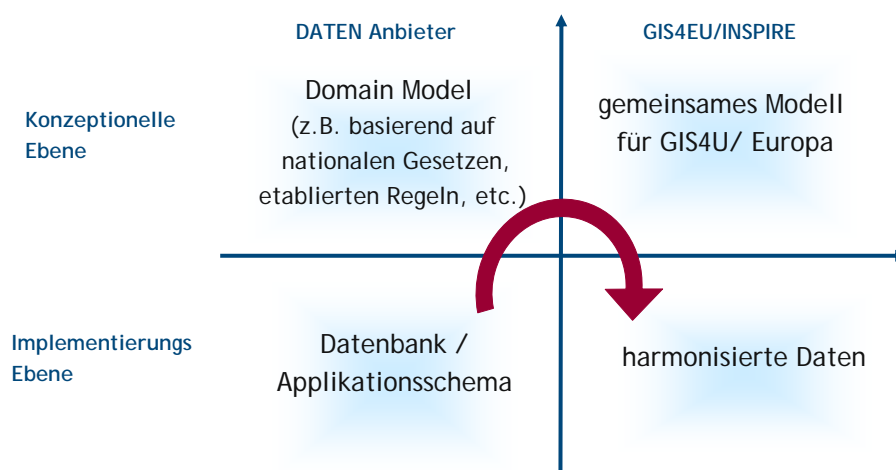 DATEN Anbieter
GIS4EU/INSPIRE
Konzeptionelle
Ebene
Domain Model
(z.B. basierend auf
nationalen Gesetzen,
etablierten Regeln, etc.)
gemeinsames Modell
für GIS4U/ Europa
Implementierungs
Ebene
Datenbank /
Applikationsschema
harmonisierte Daten